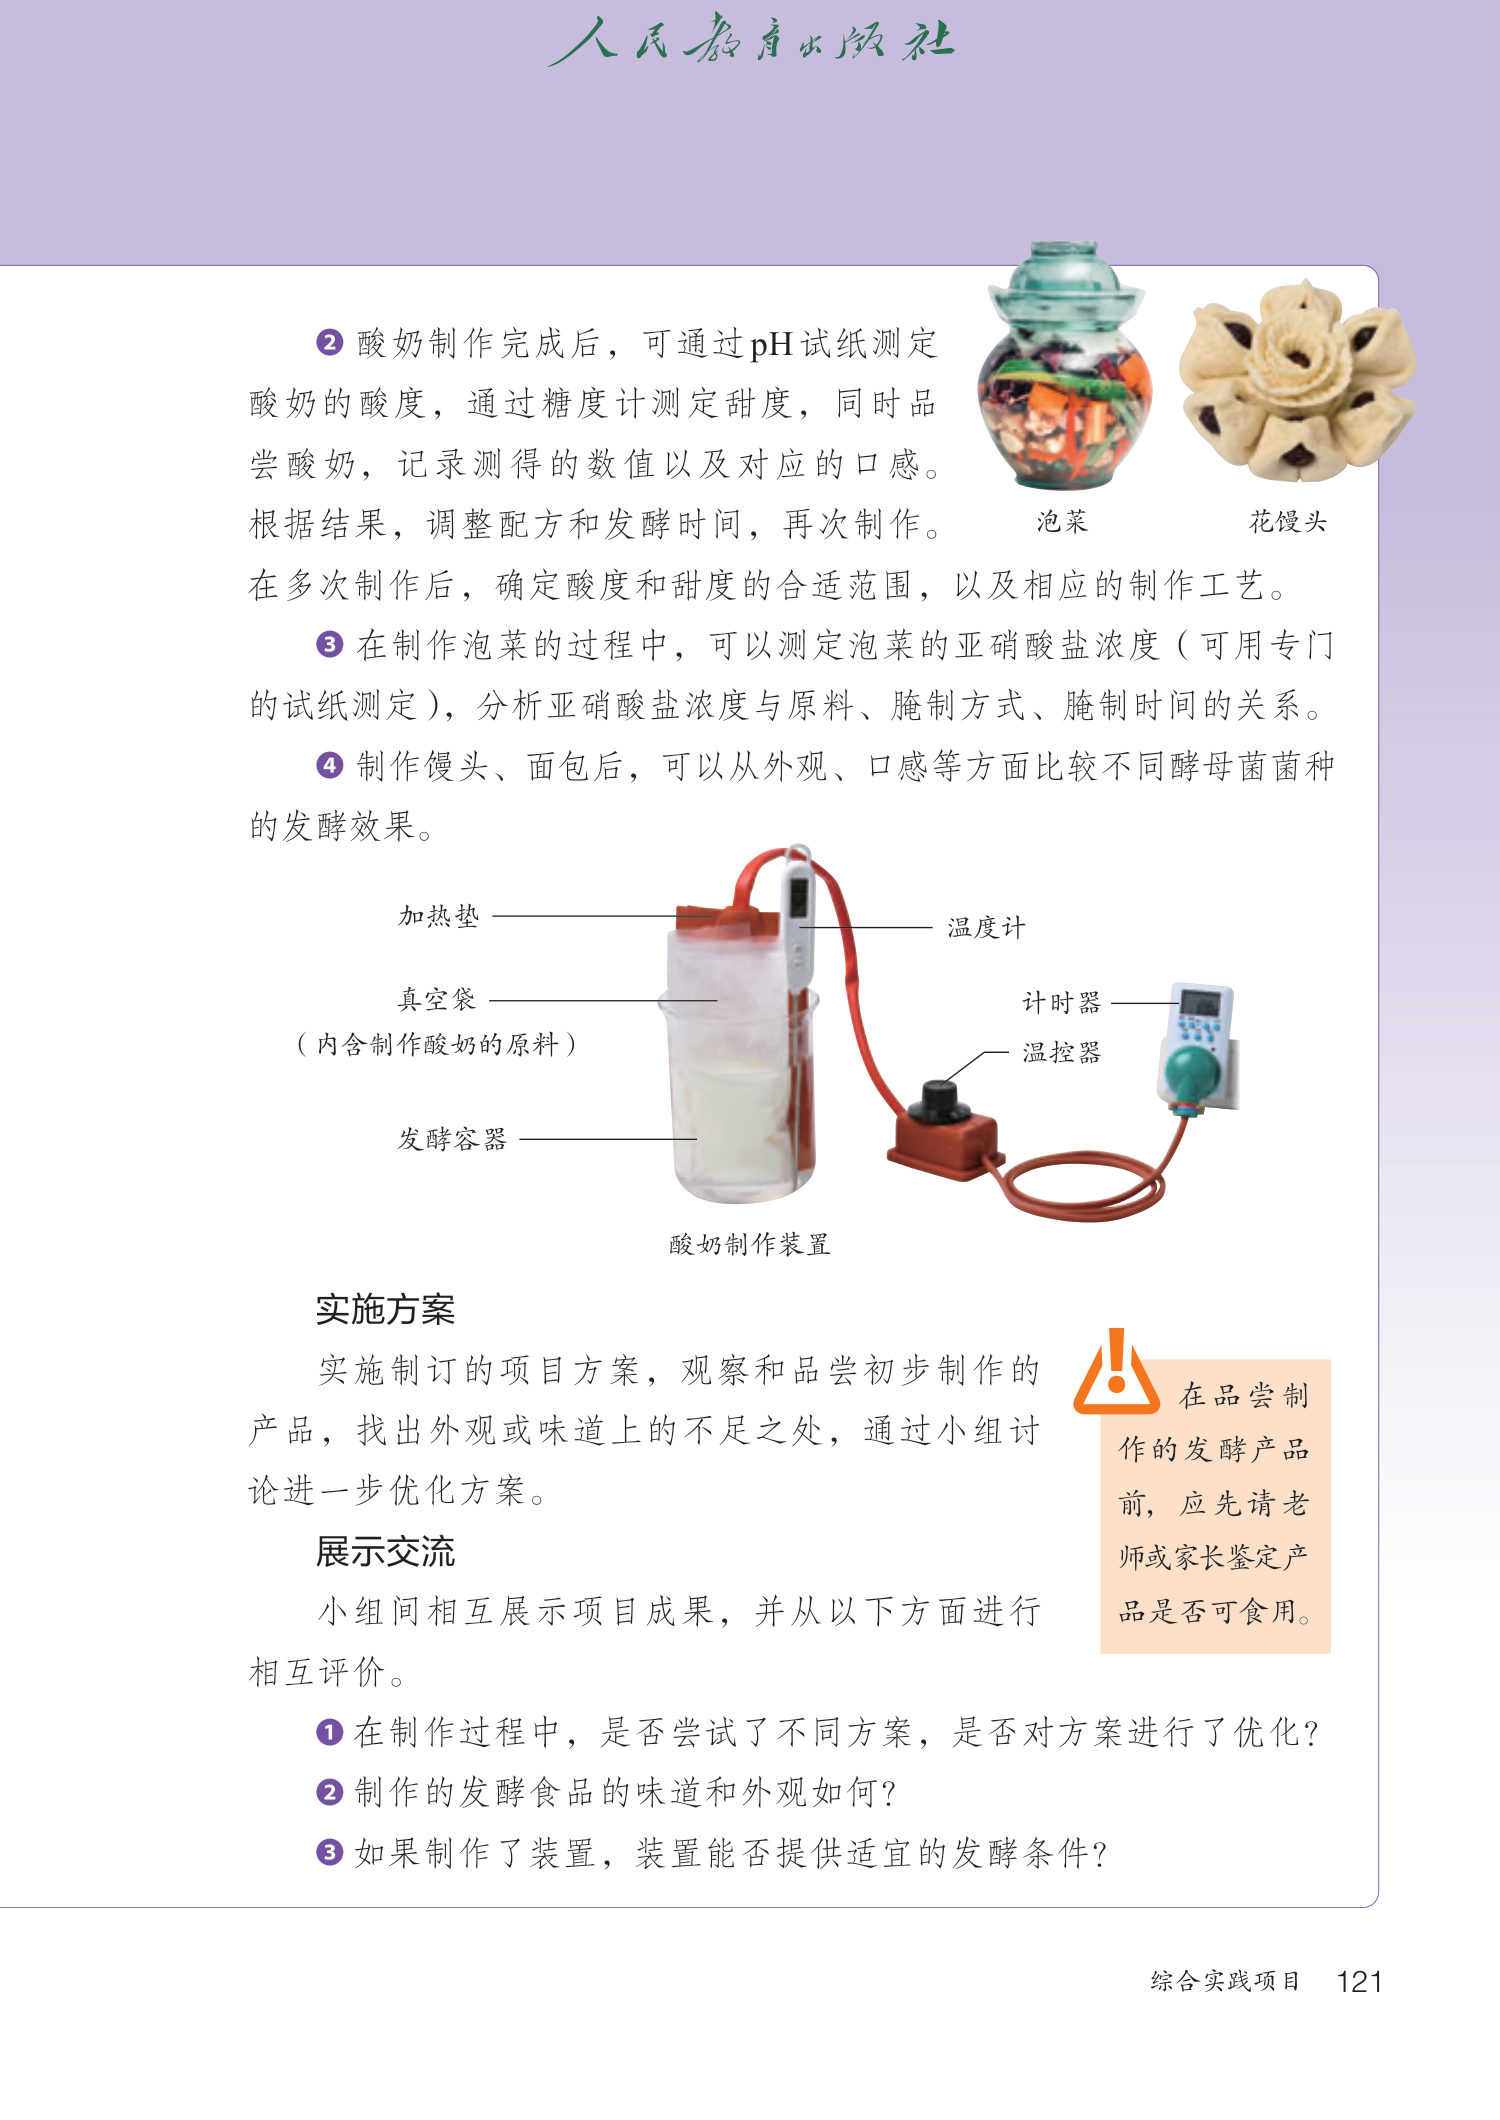 人民教育出版社
❷ 酸奶制作完成后，可通过pH试纸测定
酸奶的酸度，通过糖度计测定甜度，同时品
尝酸奶，记录测得的数值以及对应的口感。
根据结果，调整配方和发酵时间，再次制作。
泡菜
花馒头
在多次制作后，确定酸度和甜度的合适范围，以及相应的制作工艺。
❸ 在制作泡菜的过程中，可以测定泡菜的亚硝酸盐浓度（可用专门
的试纸测定），分析亚硝酸盐浓度与原料、腌制方式、腌制时间的关系。
❹ 制作馒头、面包后，可以从外观、口感等方面比较不同酵母菌菌种
的发酵效果。
加热垫
温度计
真空袋
（内含制作酸奶的原料）
计时器
温控器
发酵容器
酸奶制作装置
实施方案
实施制订的项目方案，观察和品尝初步制作的
产品，找出外观或味道上的不足之处，通过小组讨
论进一步优化方案。
在品尝制
作的发酵产品
前，应先请老
师或家长鉴定产
品是否可食用。
展示交流
小组间相互展示项目成果，并从以下方面进行
相互评价。
❶ 在制作过程中，是否尝试了不同方案，是否对方案进行了优化？
❷ 制作的发酵食品的味道和外观如何？
❸ 如果制作了装置，装置能否提供适宜的发酵条件？
综合实践项目 121